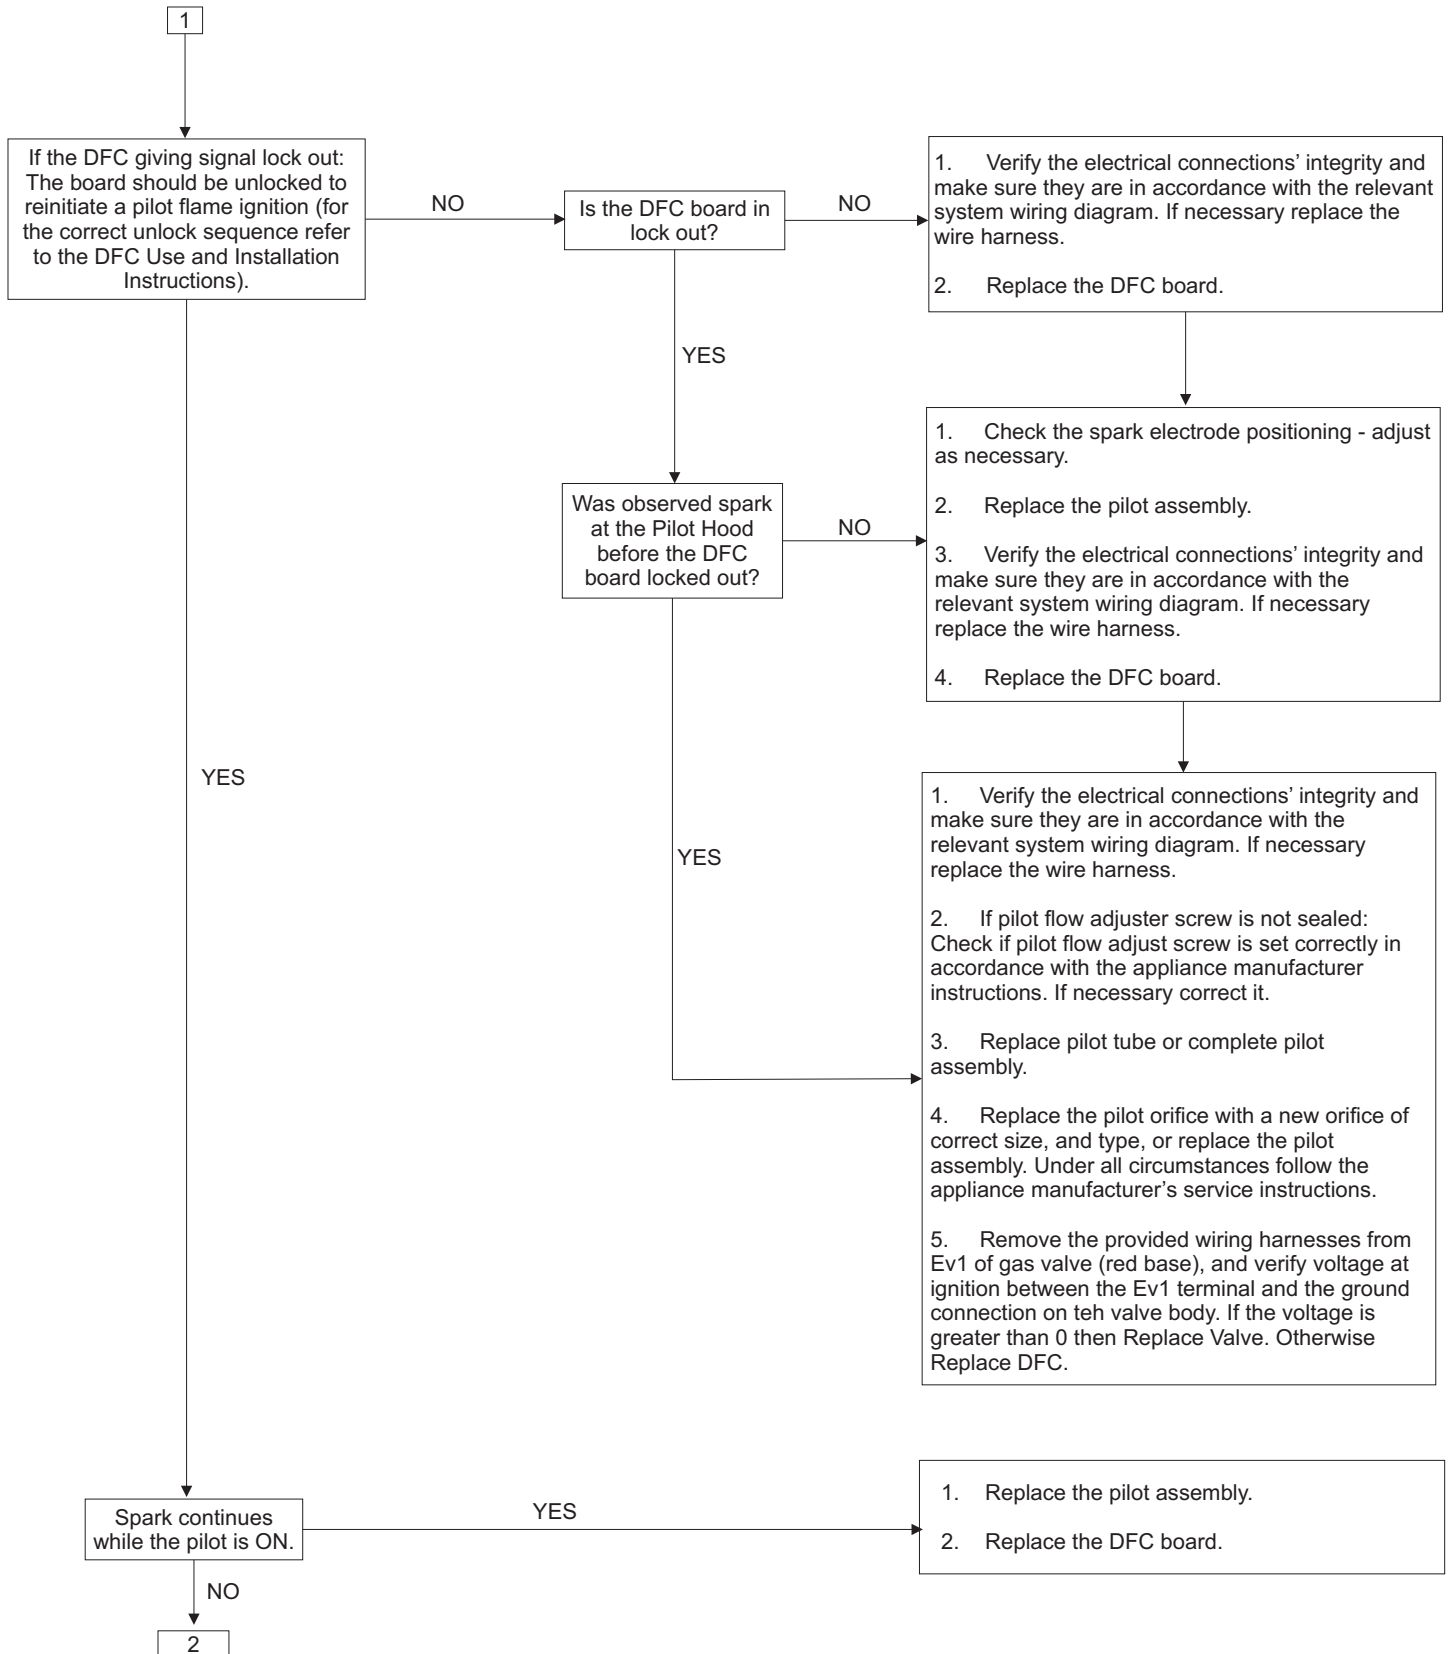 1
If the DFC giving signal lock out:
The board should be unlocked to
reinitiate a pilot flame ignition (for
the correct unlock sequence refer
to the DFC Use and Installation
Instructions).
NO
Is the DFC board in
lock out?
NO
1. Verify the electrical connections’ integrity and
make sure they are in accordance with the relevant
system wiring diagram. If necessary replace the
wire harness.
2. Replace the DFC board.
YES
Was observed spark
at the Pilot Hood
before the DFC
board locked out?
NO
1. Check the spark electrode positioning - adjust
as necessary.
2. Replace the pilot assembly.
3. Verify the electrical connections’ integrity and
make sure they are in accordance with the
relevant system wiring diagram. If necessary
replace the wire harness.
4. Replace the DFC board.
YES
YES
1. Verify the electrical connections’ integrity and
make sure they are in accordance with the
relevant system wiring diagram. If necessary
replace the wire harness.
2. If pilot flow adjuster screw is not sealed:
Check if pilot flow adjust screw is set correctly in
accordance with the appliance manufacturer
instructions. If necessary correct it.
3. Replace pilot tube or complete pilot
assembly.
4. Replace the pilot orifice with a new orifice of
correct size, and type, or replace the pilot
assembly. Under all circumstances follow the
appliance manufacturer’s service instructions.
5. Remove the provided wiring harnesses from
Ev1 of gas valve (red base), and verify voltage at
ignition between the Ev1 terminal and the ground
connection on teh valve body. If the voltage is
greater than 0 then Replace Valve. Otherwise
Replace DFC.
Spark continues
while the pilot is ON.
YES
1. Replace the pilot assembly.
2. Replace the DFC board.
NO
2